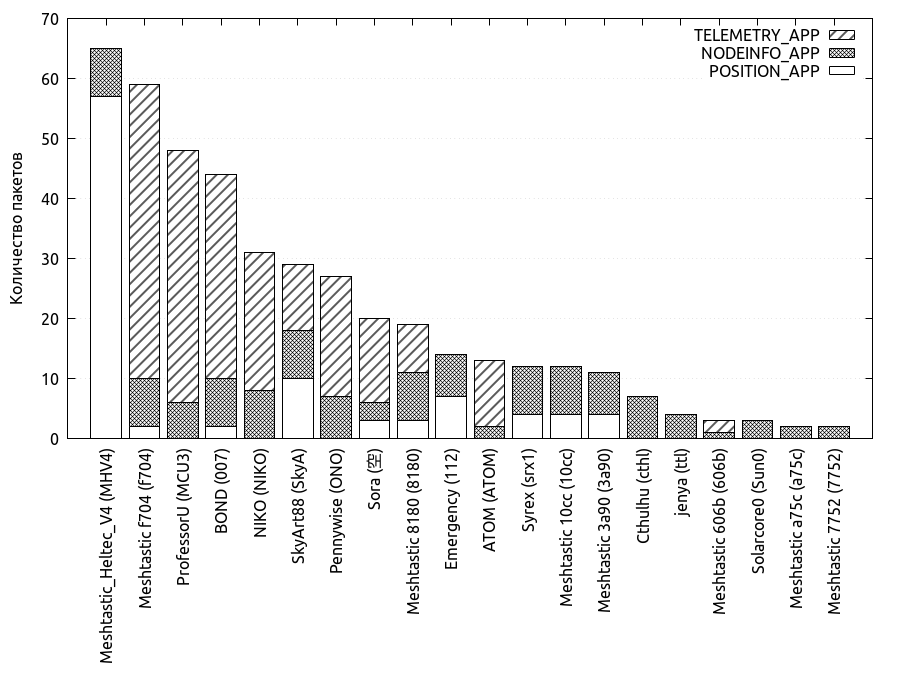 70
60
50
40
30
20
10
0
Количество пакетов
TELEMETRY_APP
NODEINFO_APP
POSITION_APP
Meshtastic_Heltec_V4 (MHV4)
Meshtastic f704 (f704)
ProfessorU (MCU3)
BOND (007)
NIKO (NIKO)
SkyArt88 (SkyA)
Pennywise (ONO)
Sora (空)
Meshtastic 8180 (8180)
Emergency (112)
ATOM (ATOM)
Syrex (srx1)
Meshtastic 10cc (10cc)
Meshtastic 3a90 (3a90)
Cthulhu (cthl)
jenya (ttl)
Meshtastic 606b (606b)
Solarcore0 (Sun0)
Meshtastic a75c (a75c)
Meshtastic 7752 (7752)